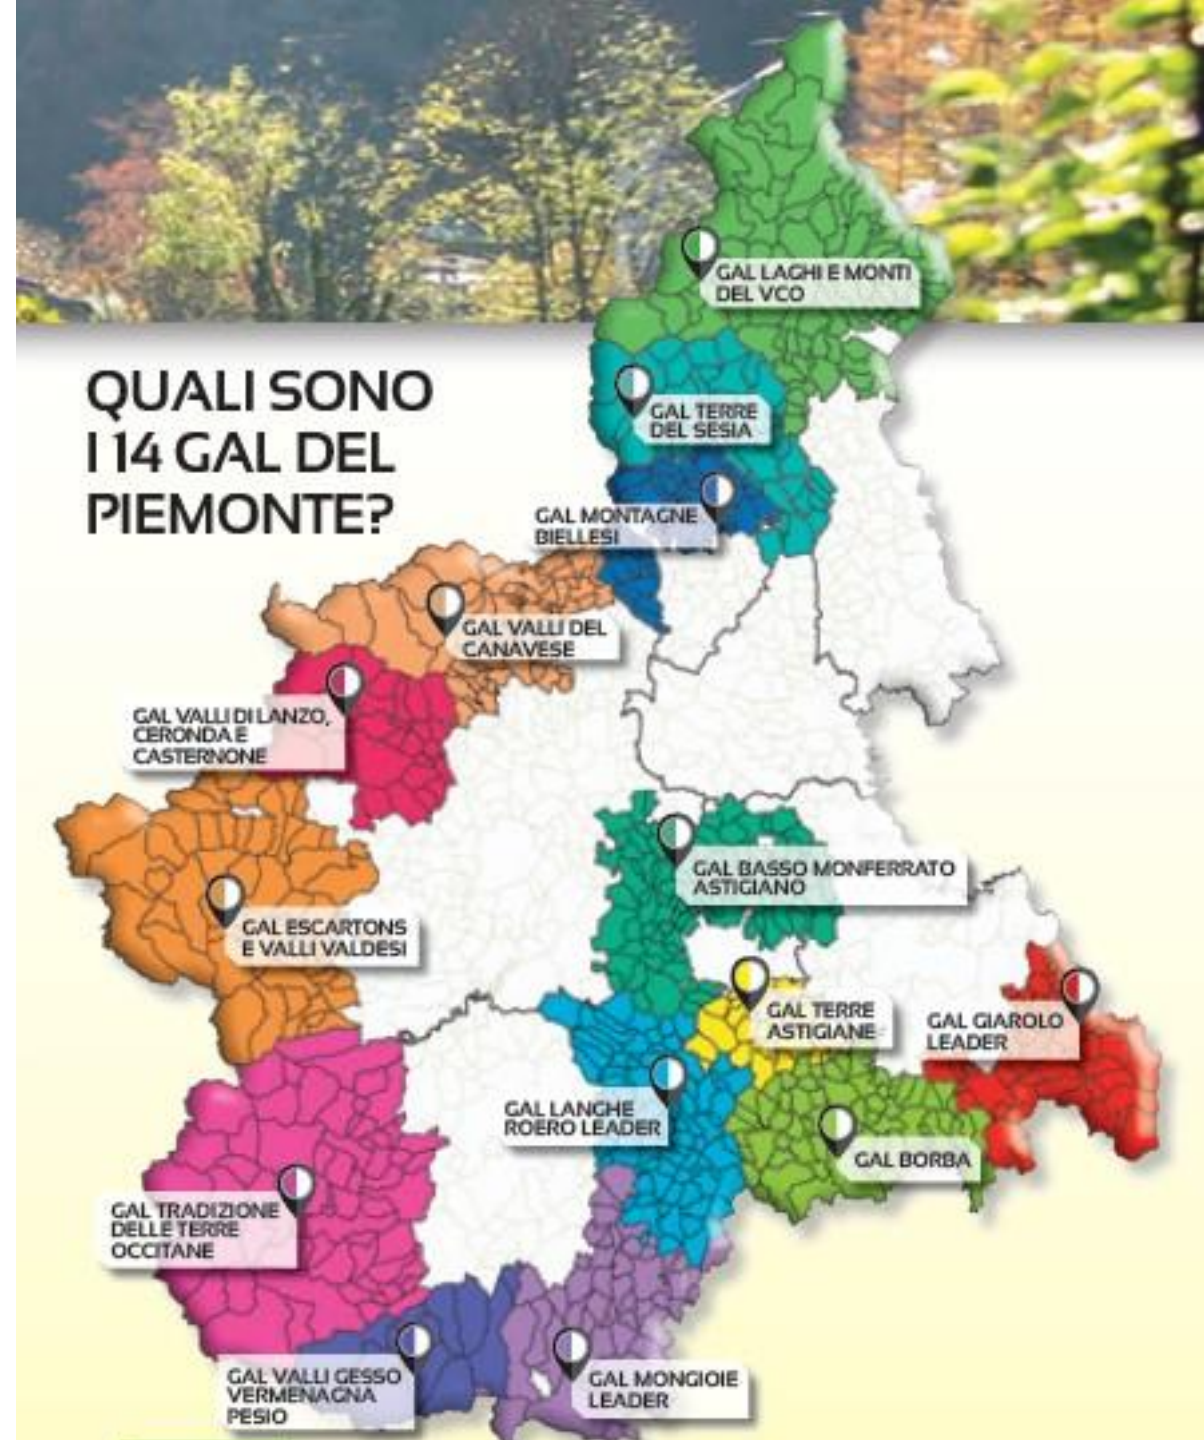 GAL LAGHI E MONTI
DEL VCO
QUALI SONO
I 14 GAL DEL
PIEMONTE?
GAL TERRE
DEL SESIA
GAL MONTAGNE
BIELLESI
GAL VALLI DEL
CANAVESE
GAL VALLI DI LANZO,
CERONDA E
CASTERNONE
GAL BASSO MONFERRATO
ASTIGIANO
GAL ESCARTONS
E VALLI VALDESI
GAL TERRE
ASTIGIANE
GAL GIAROLO
LEADER
GAL LANGHE
ROERO LEADER
GAL BORBA
GAL TRADIZIONE
DELLE TERRE
OCCITANE
GAL VALLI GESSO
VERMENAGNA
PESIO
GAL MONGIOIE
LEADER